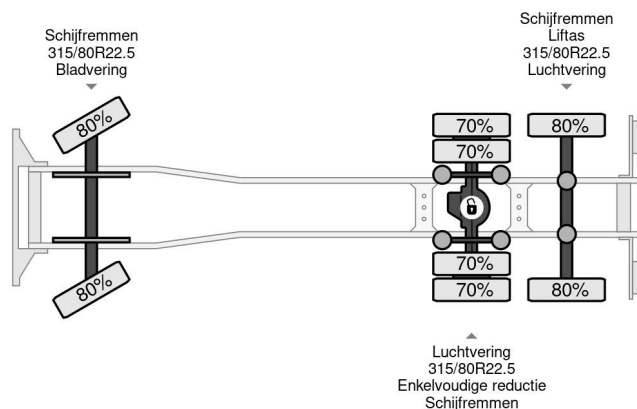 Schijfremmen
315/80R22.5
Bladvering
Schijfremmen
Liftas
315/80R22.5
Luchtvering
80%
70%
80%
70%
70%
80%
70%
80%
Luchtvering
315/80R22.5
Enkelvoudige reductie
Schijfremmen